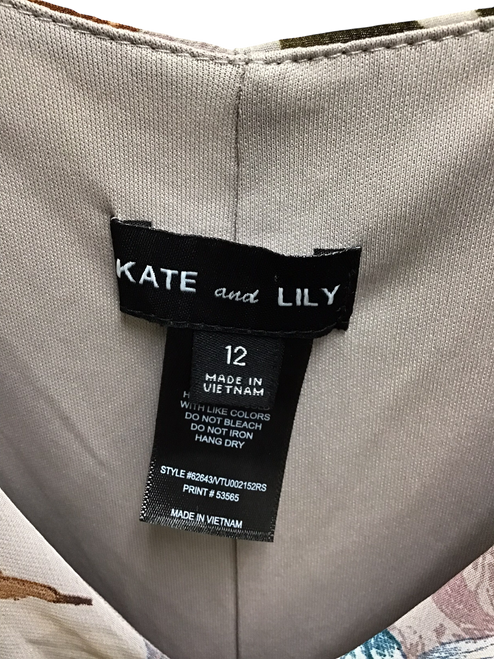 KATE and LILY
12
MADE IN
VIETNAM
WITH LIKE COLORS
DO NOT BLEACH
DO NOT IRON
HANG DRY
STYLE #62643/VTU002152RS
PRINT # 53565
MADE IN VIETNAM